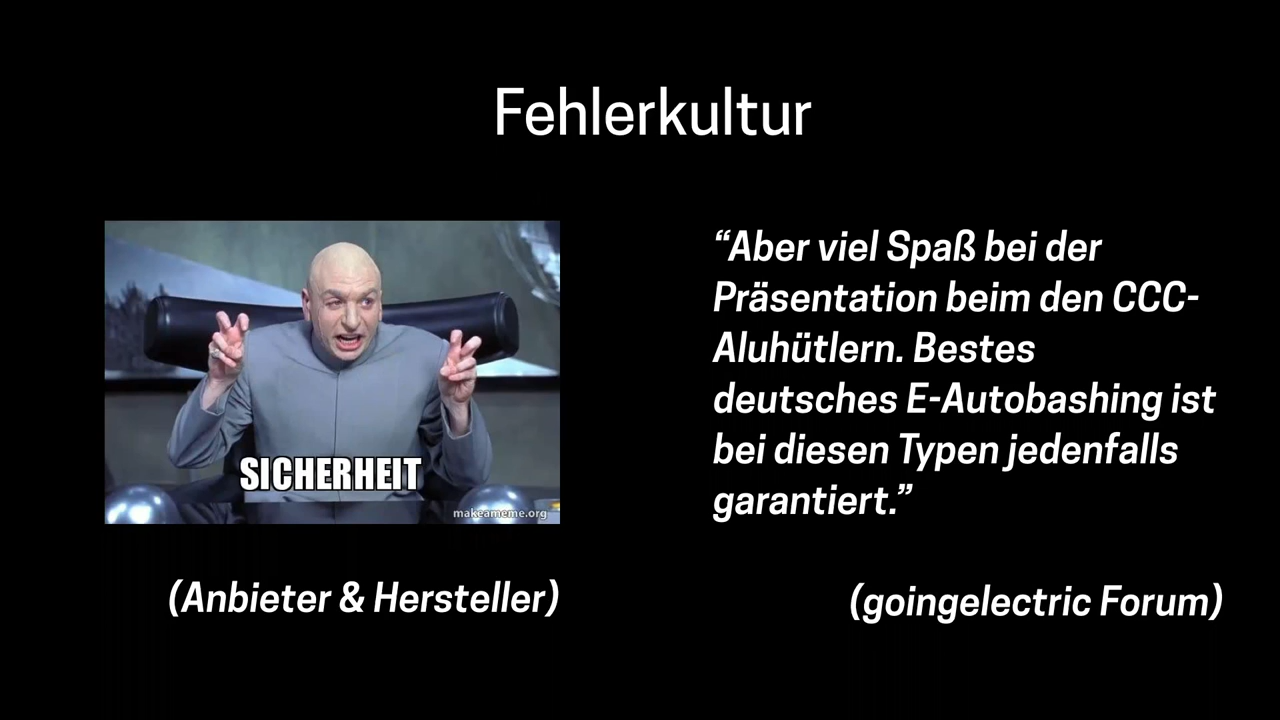 Fehlerkultur
SICHERHEIT
makeameme.org
(Anbieter & Hersteller)
“Aber viel Spaß bei der
Präsentation beim den CCC-
Aluhütlern. Bestes
deutsches E-Autobashing ist
bei diesen Typen jedenfalls
garantiert.”
(goingelectric Forum)